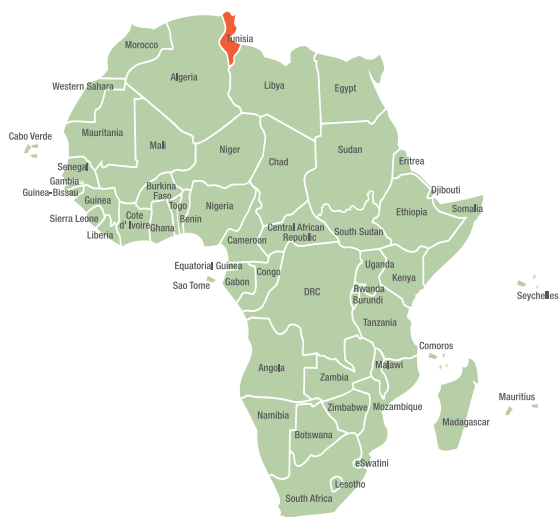 Tunisia
Morocco
Algeria
Libya
Egypt
Western Sahara
Mauritania
Mali
Niger
Chad
Sudan
Eritrea
Cabo Verde
Senegal
Gambia
Guinea-Bissau
Guinea
Sierra Leone
Liberia
Cote
d' Ivoire
Burkina
Faso
Ghana
Togo
Benin
Nigeria
Cameroon
Central African
Republic
South Sudan
Ethiopia
Djibouti
Somalia
Equatorial Guinea
Sao Tome
Gabon
Congo
DRC
Uganda
Kenya
Rwanda
Burundi
Tanzania
Seychelles
Comoros
Malawi
Angola
Zambia
Mozambique
Zimbabwe
Namibia
Botswana
Madagascar
Mauritius
eSwatini
Lesotho
South Africa